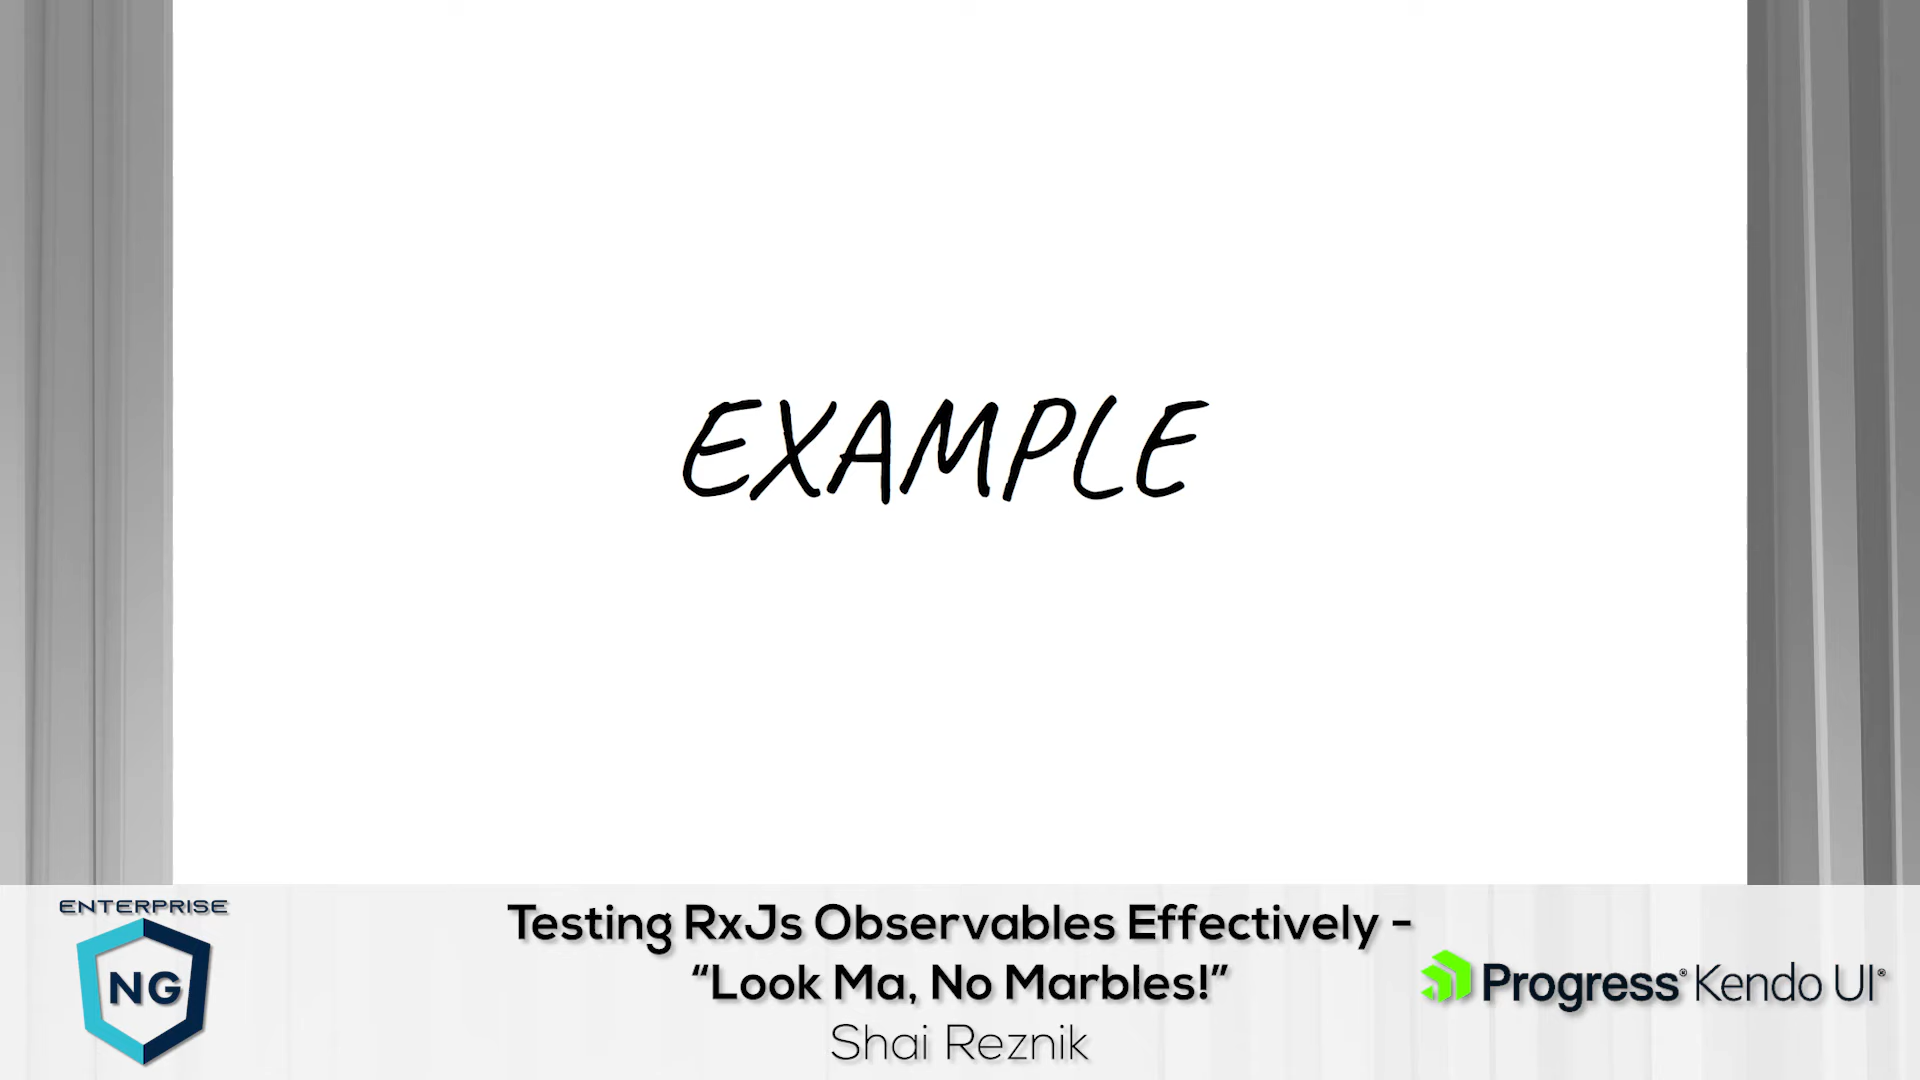 EXAMPLE
ENTERPRISE
NG
Testing RxJs Observables Effectively -
“Look Ma, No Marbles!”
Shai Reznik
Progress® Kendo UI®